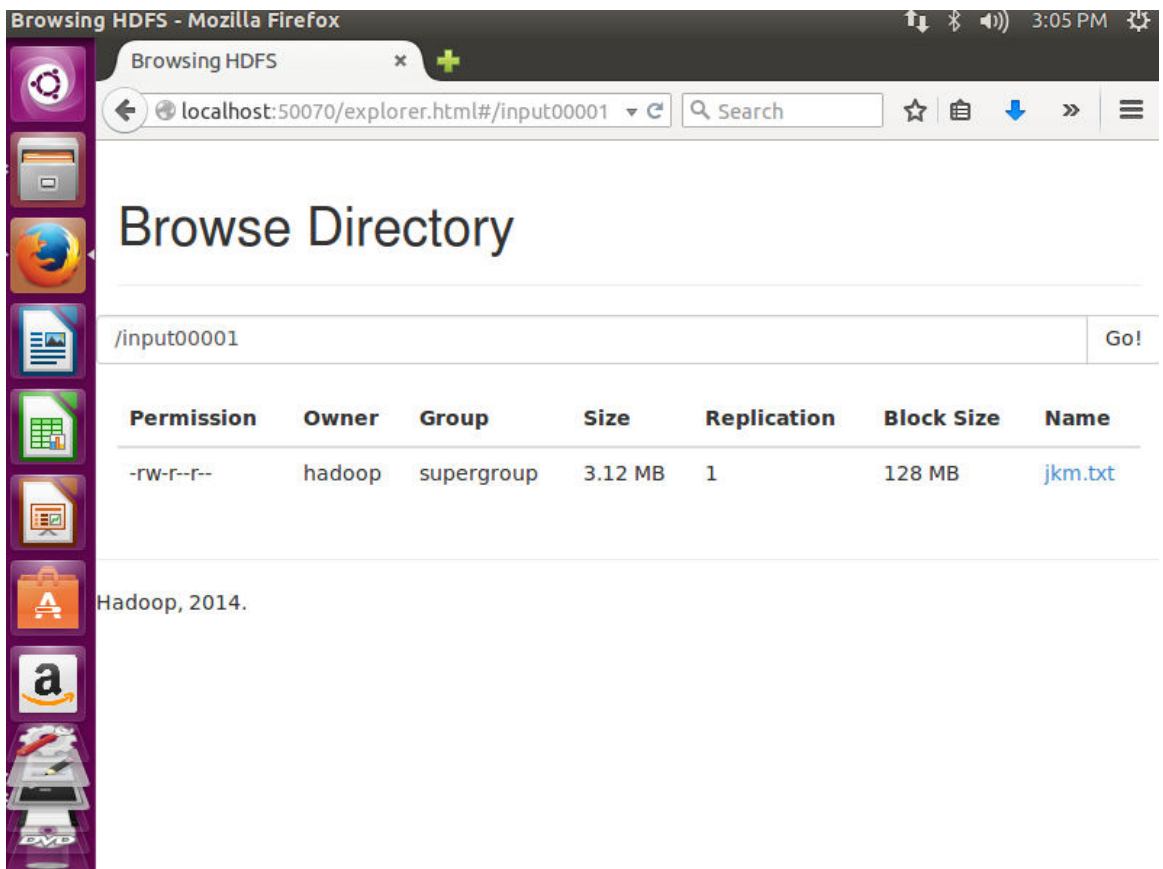 Browsing HDFS - Mozilla Firefox 3:05 PM
Browsing HDFS
localhost:50070/explorer.html#/input00001 Search
Browse Directory
/input00001 Go!
Permission Owner Group Size Replication Block Size Name
-rw-r--r-- hadoop supergroup 3.12 MB 1 128 MB jkm.txt
Hadoop, 2014.
A
a
DVD